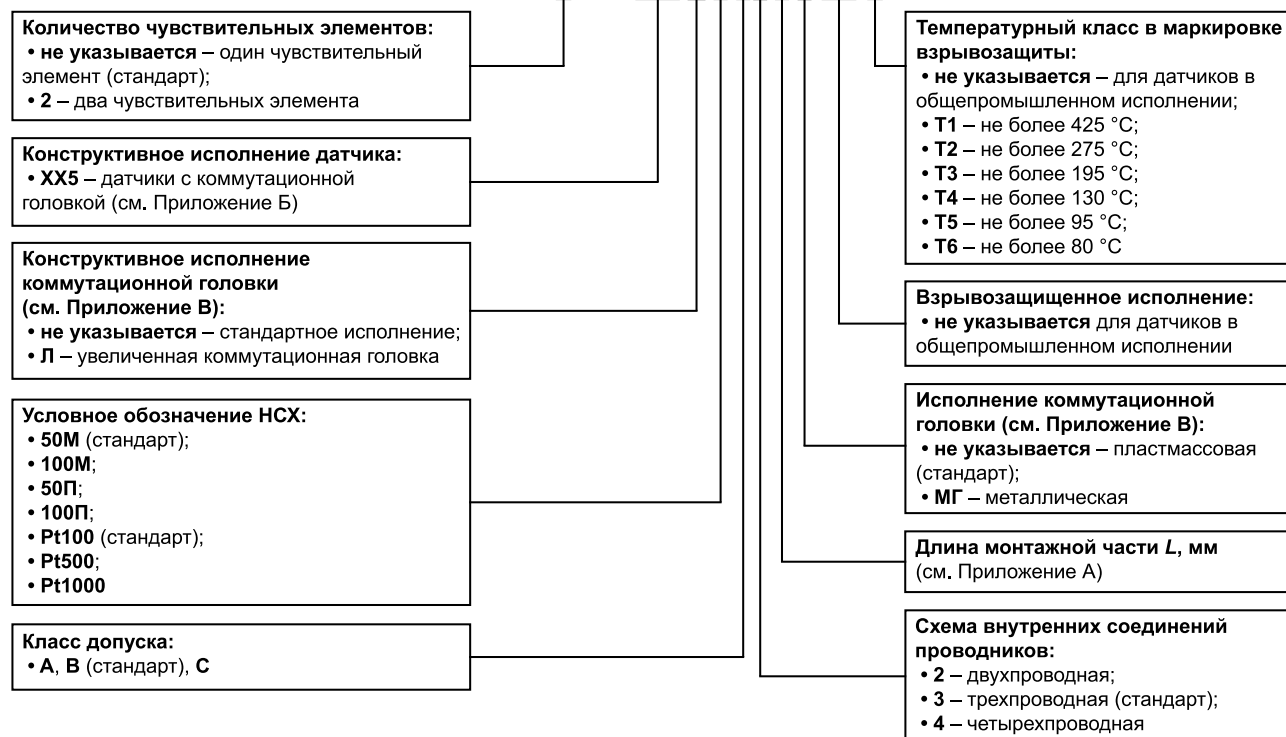 Количество чувствительных элементов:
• не указывается – один чувствительный
элемент (стандарт);
• 2 – два чувствительных элемента
Конструктивное исполнение датчика:
• ХХ5 – датчики с коммутационной
головкой (см. Приложение Б)
Конструктивное исполнение
коммутационной головки
(см. Приложение В):
• не указывается – стандартное исполнение;
• Л – увеличенная коммутационная головка
Условное обозначение НСХ:
• 50М (стандарт);
• 100М;
• 50П;
• 100П;
• Pt100 (стандарт);
• Pt500;
• Pt1000
Класс допуска:
• А, В (стандарт), С
Температурный класс в маркировке
взрывозащиты:
• не указывается – для датчиков в
общепромышленном исполнении;
• Т1 – не более 425 °С;
• Т2 – не более 275 °С;
• Т3 – не более 195 °С;
• Т4 – не более 130 °С;
• Т5 – не более 95 °С;
• Т6 – не более 80 °С
Взрывозащищенное исполнение:
• не указывается для датчиков в
общепромышленном исполнении
Исполнение коммутационной
головки (см. Приложение В):
• не указывается – пластмассовая
(стандарт);
• МГ – металлическая
Длина монтажной части L, мм
(см. Приложение А)
Схема внутренних соединений
проводников:
• 2 – двухпроводная;
• 3 – трехпроводная (стандарт);
• 4 – четырехпроводная